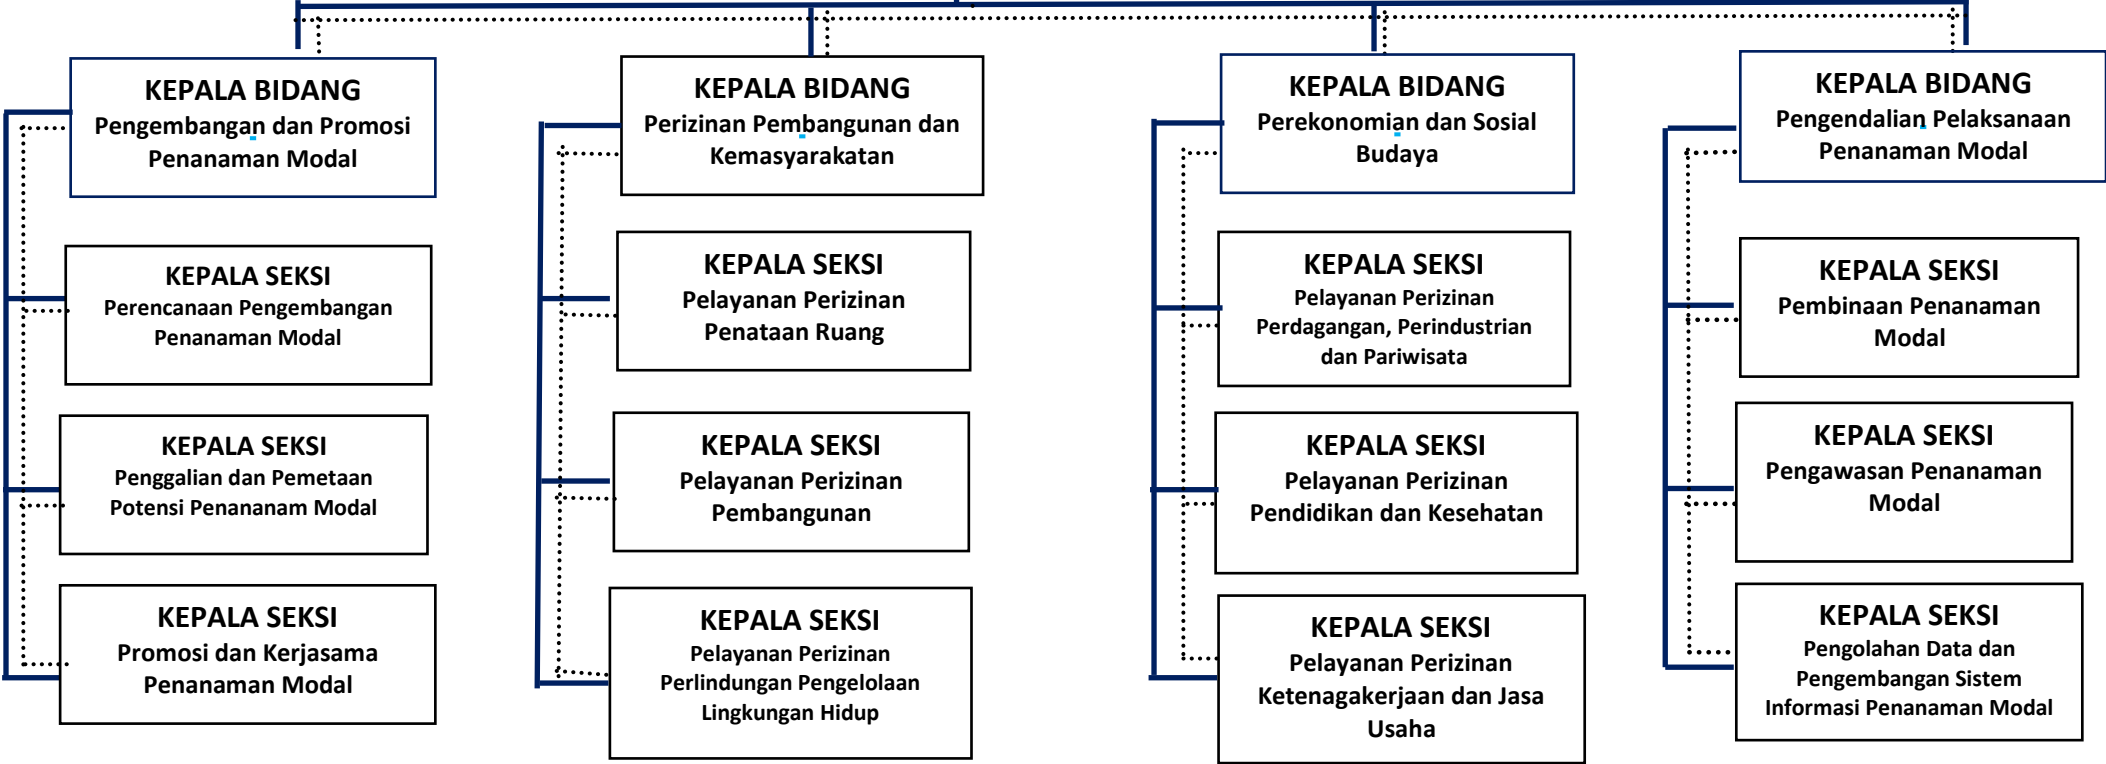 KEPALA BIDANG
Pengembangan dan Promosi
Penanaman Modal
KEPALA SEKSI
Perencanaan Pengembangan
Penanaman Modal
KEPALA SEKSI
Penggalian dan Pemetaan
Potensi Penananam Modal
KEPALA SEKSI
Promosi dan Kerjasama
Penanaman Modal
KEPALA BIDANG
Perizinan Pembangunan dan
Kemasyarakatan
KEPALA SEKSI
Pelayanan Perizinan
Penataan Ruang
KEPALA SEKSI
Pelayanan Perizinan
Pembangunan
KEPALA SEKSI
Pelayanan Perizinan
Perlindungan Pengelolaan
Lingkungan Hidup
KEPALA BIDANG
Perekonomian dan Sosial
Budaya
KEPALA SEKSI
Pelayanan Perizinan
Perdagangan, Perindustrian
dan Pariwisata
KEPALA SEKSI
Pelayanan Perizinan
Pendidikan dan Kesehatan
KEPALA SEKSI
Pelayanan Perizinan
Ketenagakerjaan dan Jasa
Usaha
KEPALA BIDANG
Pengendalian Pelaksanaan
Penanaman Modal
KEPALA SEKSI
Pembinaan Penanaman
Modal
KEPALA SEKSI
Pengawasan Penanaman
Modal
KEPALA SEKSI
Pengolahan Data dan
Pengembangan Sistem
Informasi Penanaman Modal